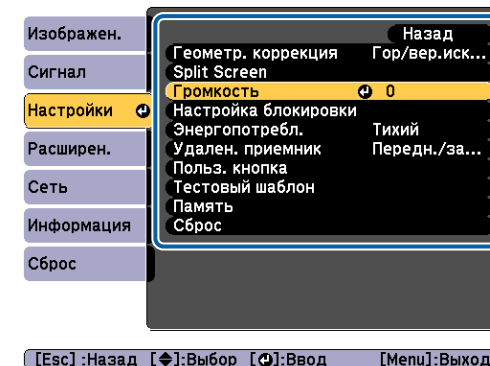 Изображен.
Сигнал
Настройки
Расширен.
Сеть
Информация
Сброс
Назад
Геометр. коррекция Гор/вер.иск...
Split Screen
Громкость 0
Настройка блокировки
Энергопотребл. Тихий
Удален. приемник Передн./за...
Польз. кнопка
Тестовый шаблон
Память
Сброс
[Esc] :Назад [ ]:Выбор [ ]:Ввод [Menu]:Выход